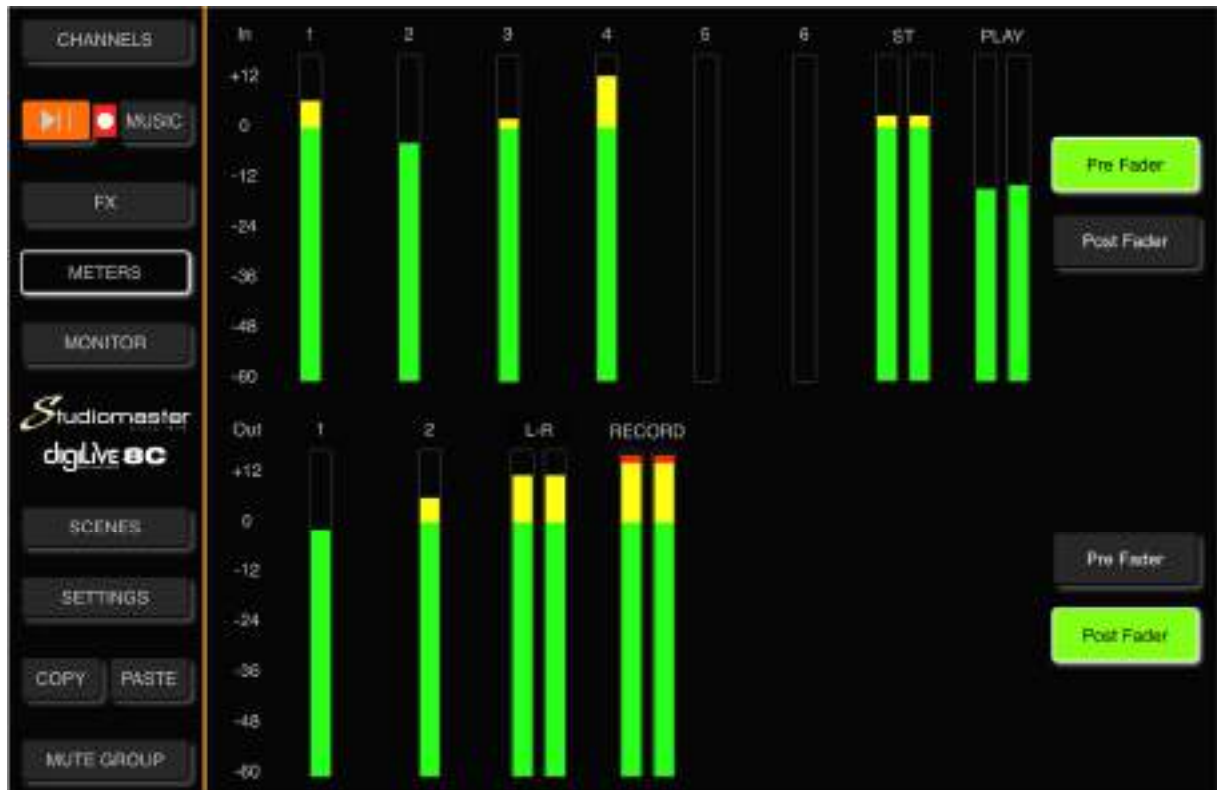 CHANNELS
MUSIC
FX
METERS
MONITOR
Studiomaster
digiLiVE 8C
SCENES
SETTINGS
COPY PASTE
MUTE GROUP
In 1 2 3 4 5 6 ST PLAY
+12
0
-12
-24
-36
-48
-60
Pre Fader
Post Fader
Out 1 2 L-R RECORD
+12
0
-12
-24
-36
-48
-60
Pre Fader
Post Fader